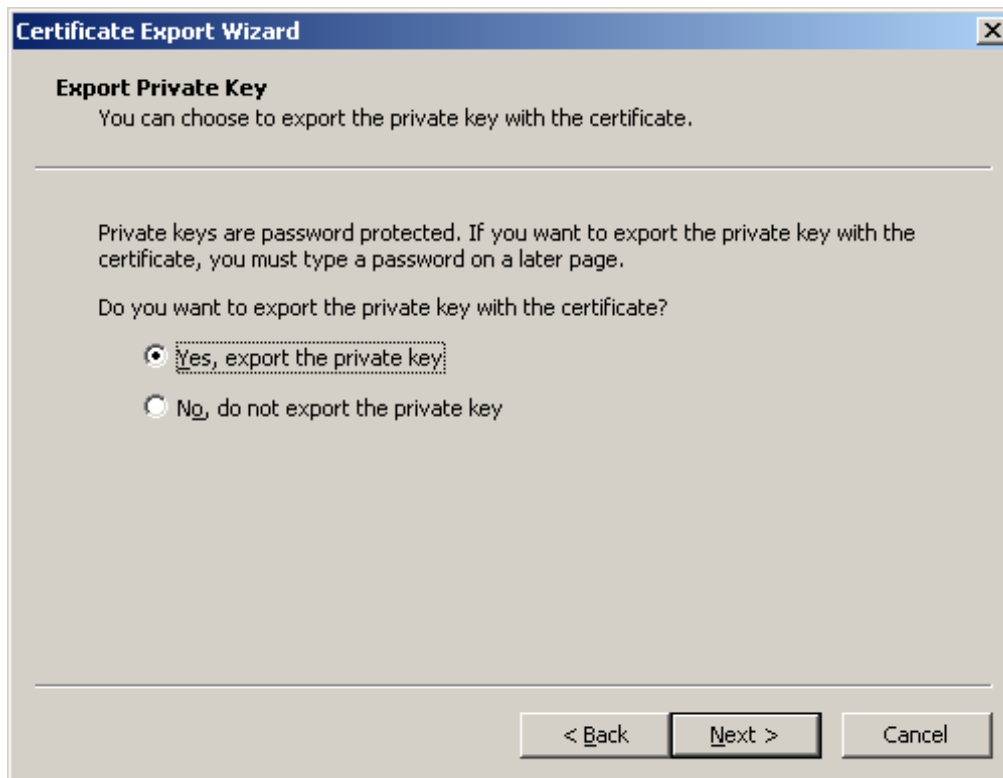 Certificate Export Wizard
Export Private Key
You can choose to export the private key with the certificate.
Private keys are password protected. If you want to export the private key with the
certificate, you must type a password on a later page.
Do you want to export the private key with the certificate?
Yes, export the private key
No, do not export the private key
< Back
Next >
Cancel